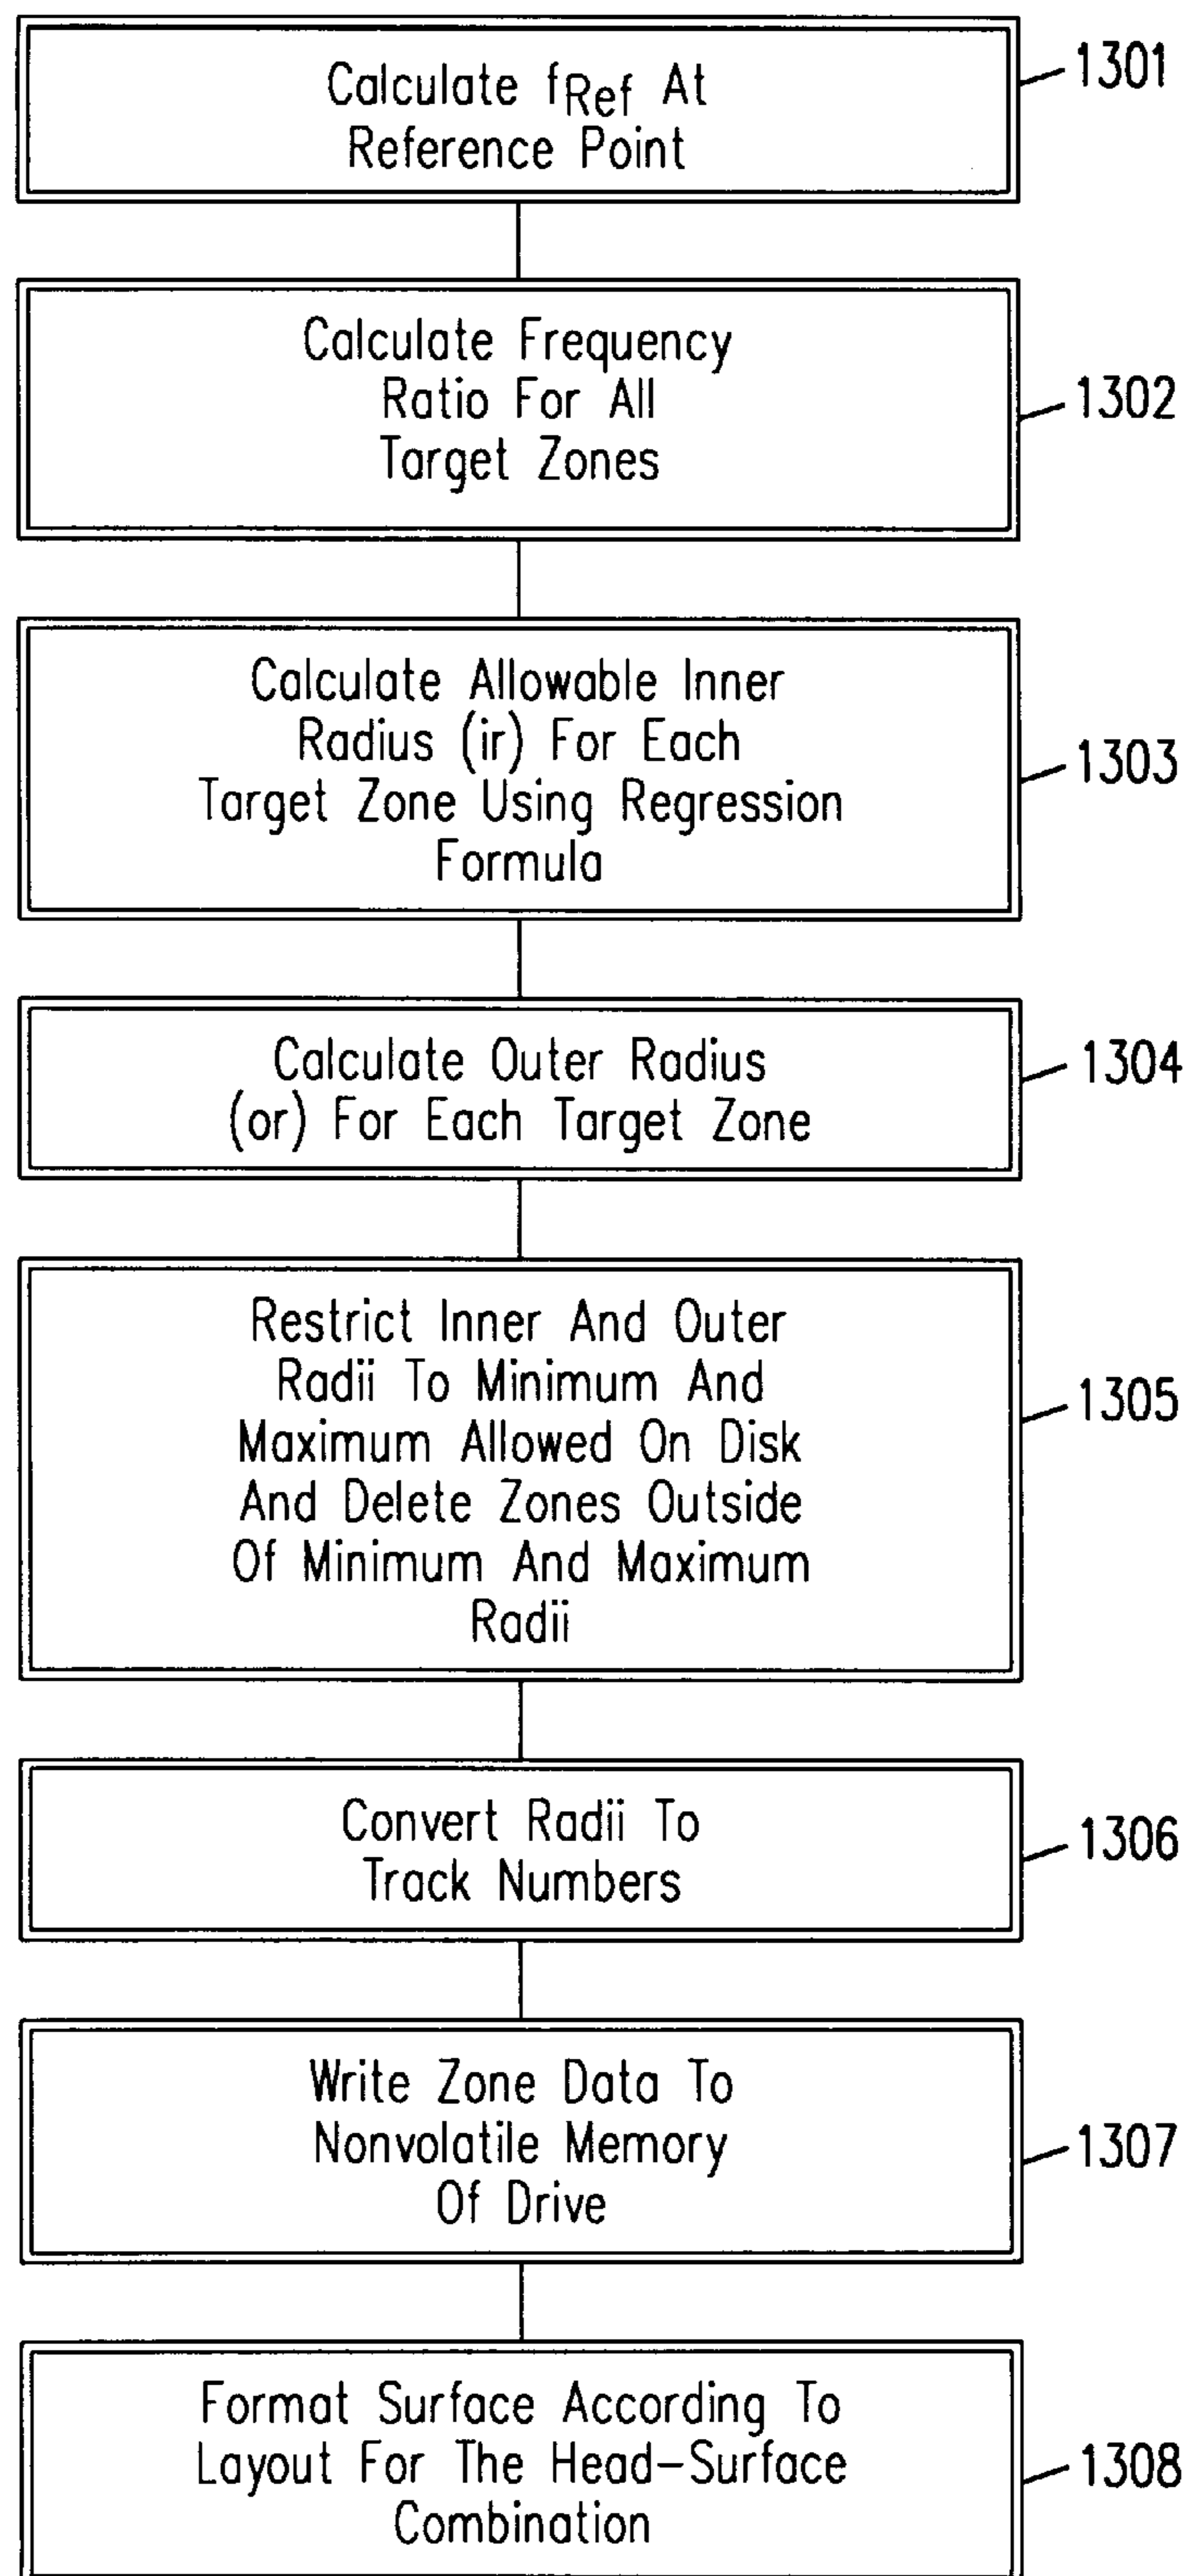 Calculate fRef At
Reference Point
1301
Calculate Frequency
Ratio For All
Target Zones
1302
Calculate Allowable Inner
Radius (ir) For Each
Target Zone Using Regression
Formula
1303
Calculate Outer Radius
(or) For Each Target Zone
1304
Restrict Inner And Outer
Radii To Minimum And
Maximum Allowed On Disk
And Delete Zones Outside
Of Minimum And Maximum
Radii
1305
Convert Radii To
Track Numbers
1306
Write Zone Data To
Nonvolatile Memory
Of Drive
1307
Format Surface According To
Layout For The Head-Surface
Combination
1308